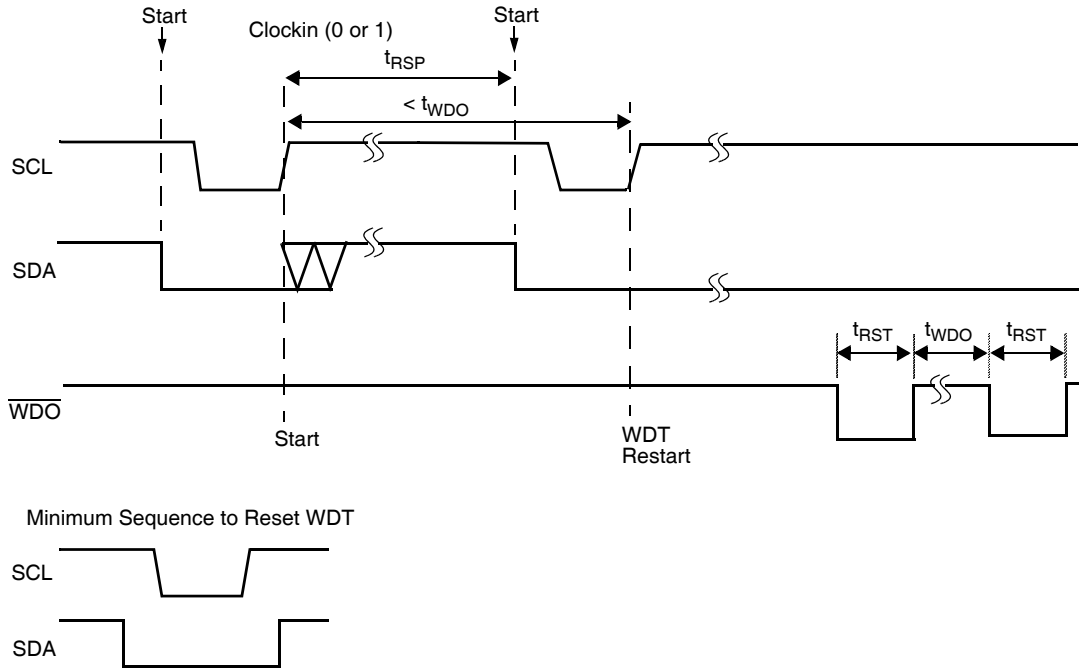 Start
Start
Clockin (0 or 1)
tRSP
< tWDO
SCL
SDA
tRST
tWDO
tRST
WDO
Start
WDT
Restart
Minimum Sequence to Reset WDT
SCL
SDA